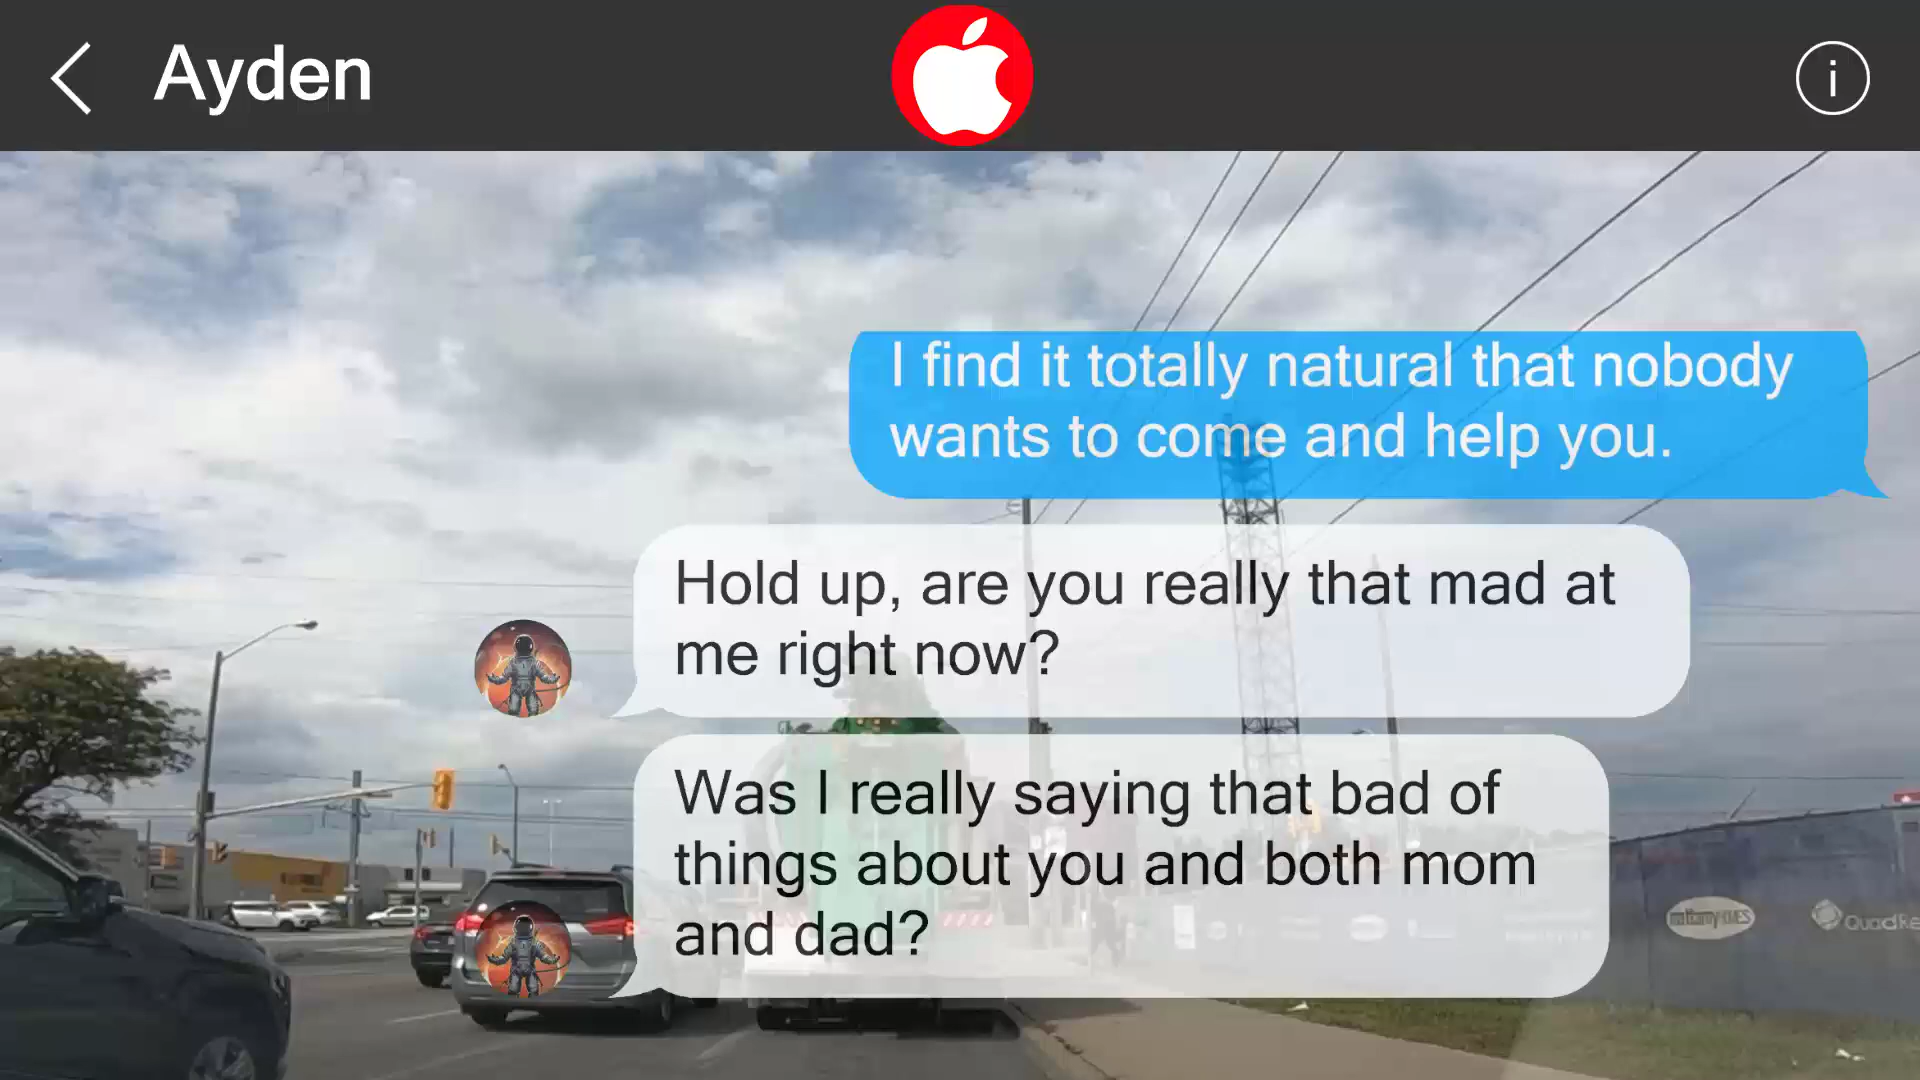 Ayden
I find it totally natural that nobody
wants to come and help you.
Hold up, are you really that mad at
me right now?
Was I really saying that bad of
things about you and both mom
and dad?